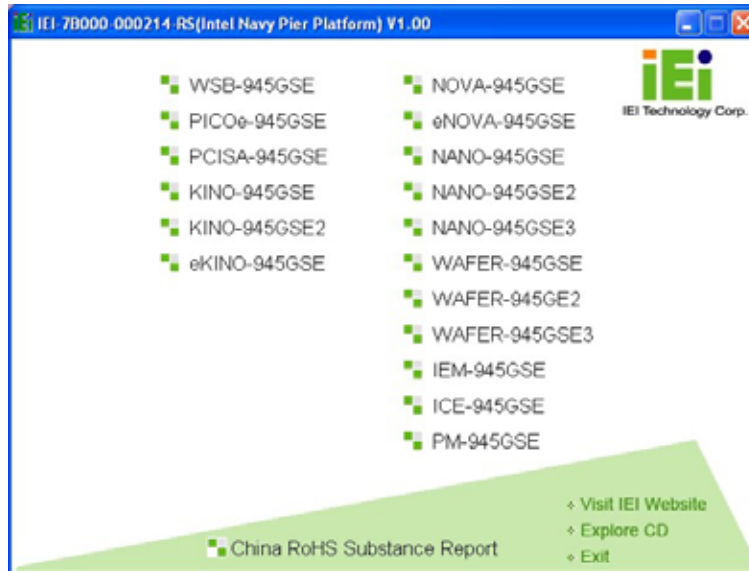 IEI-7B000-000214-RS(Intel Navy Pier Platform) V1.00
iEi
IEI Technology Corp.
WSB-945GSE
PICOe-945GSE
PCISA-945GSE
KINO-945GSE
KINO-945GSE2
eKINO-945GSE
NOVA-945GSE
eNOVA-945GSE
NANO-945GSE
NANO-945GSE2
NANO-945GSE3
WAFER-945GSE
WAFER-945GE2
WAFER-945GSE3
IEM-945GSE
ICE-945GSE
PM-945GSE
China RoHS Substance Report
Visit IEI Website
Explore CD
Exit